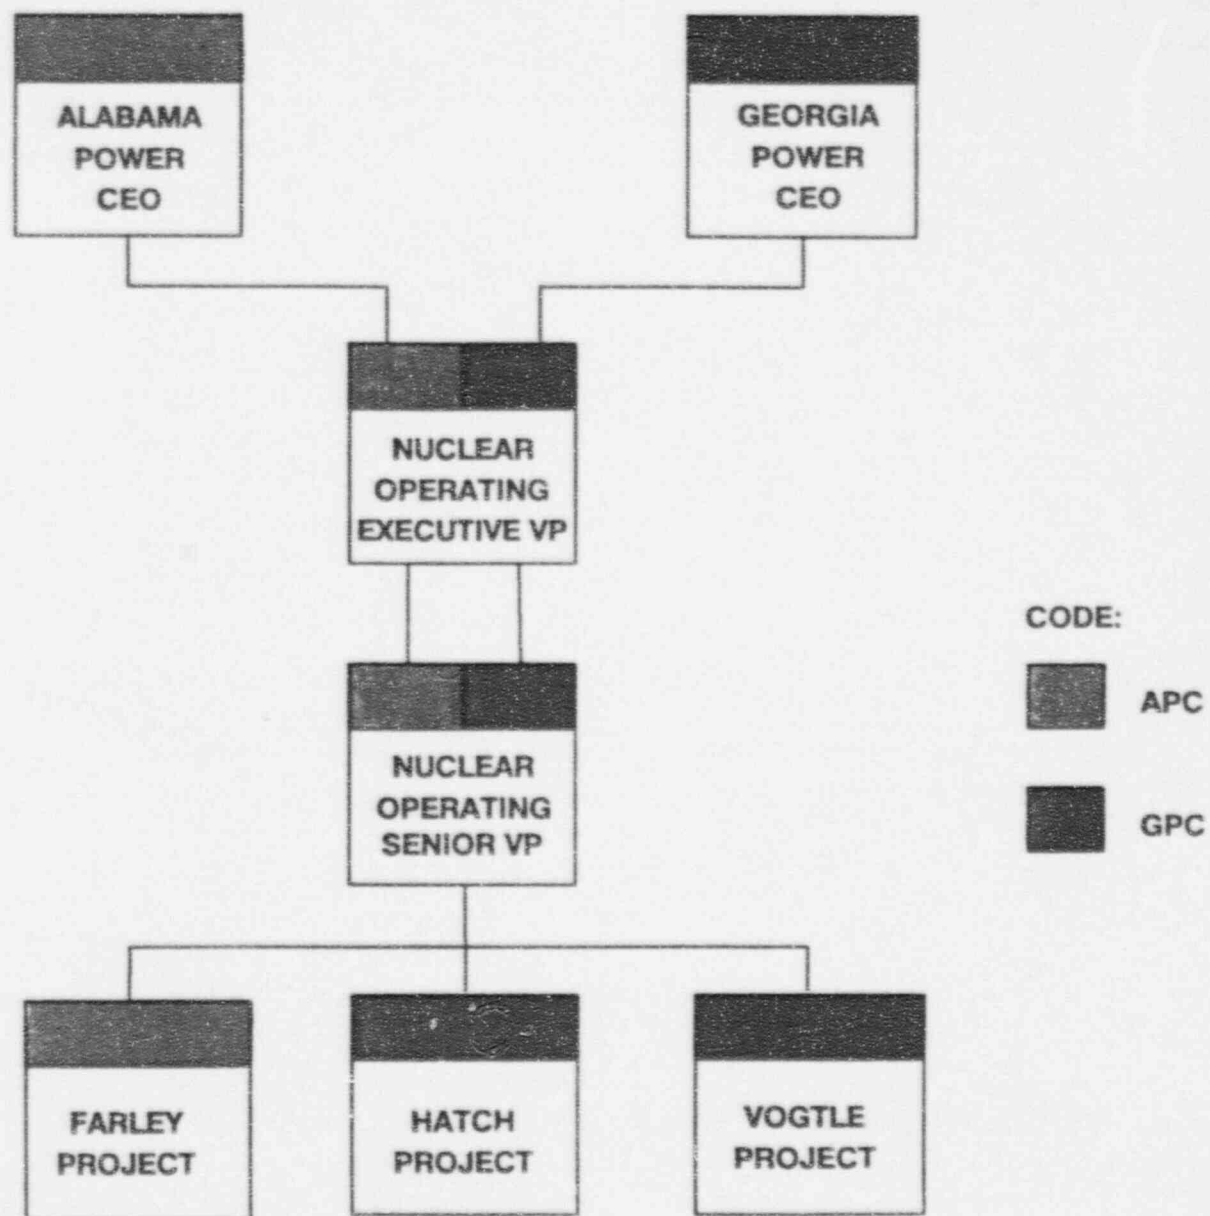 ALABAMA
POWER
CEO
GEORGIA
POWER
CEO
NUCLEAR
OPERATING
EXECUTIVE VP
CODE:
APC
GPC
NUCLEAR
OPERATING
SENIOR VP
FARLEY
PROJECT
HATCH
PROJECT
VOGTLE
PROJECT